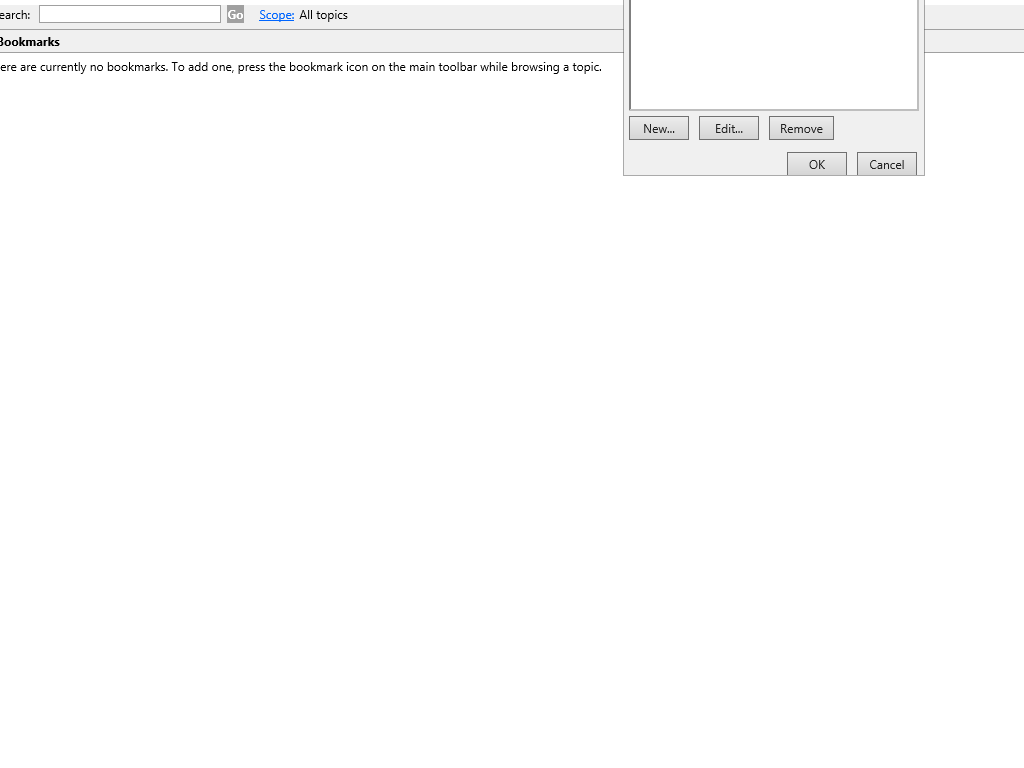 earch: Go Scope: All topics
Bookmarks
ere are currently no bookmarks. To add one, press the bookmark icon on the main toolbar while browsing a topic.
New... Edit... Remove
OK Cancel